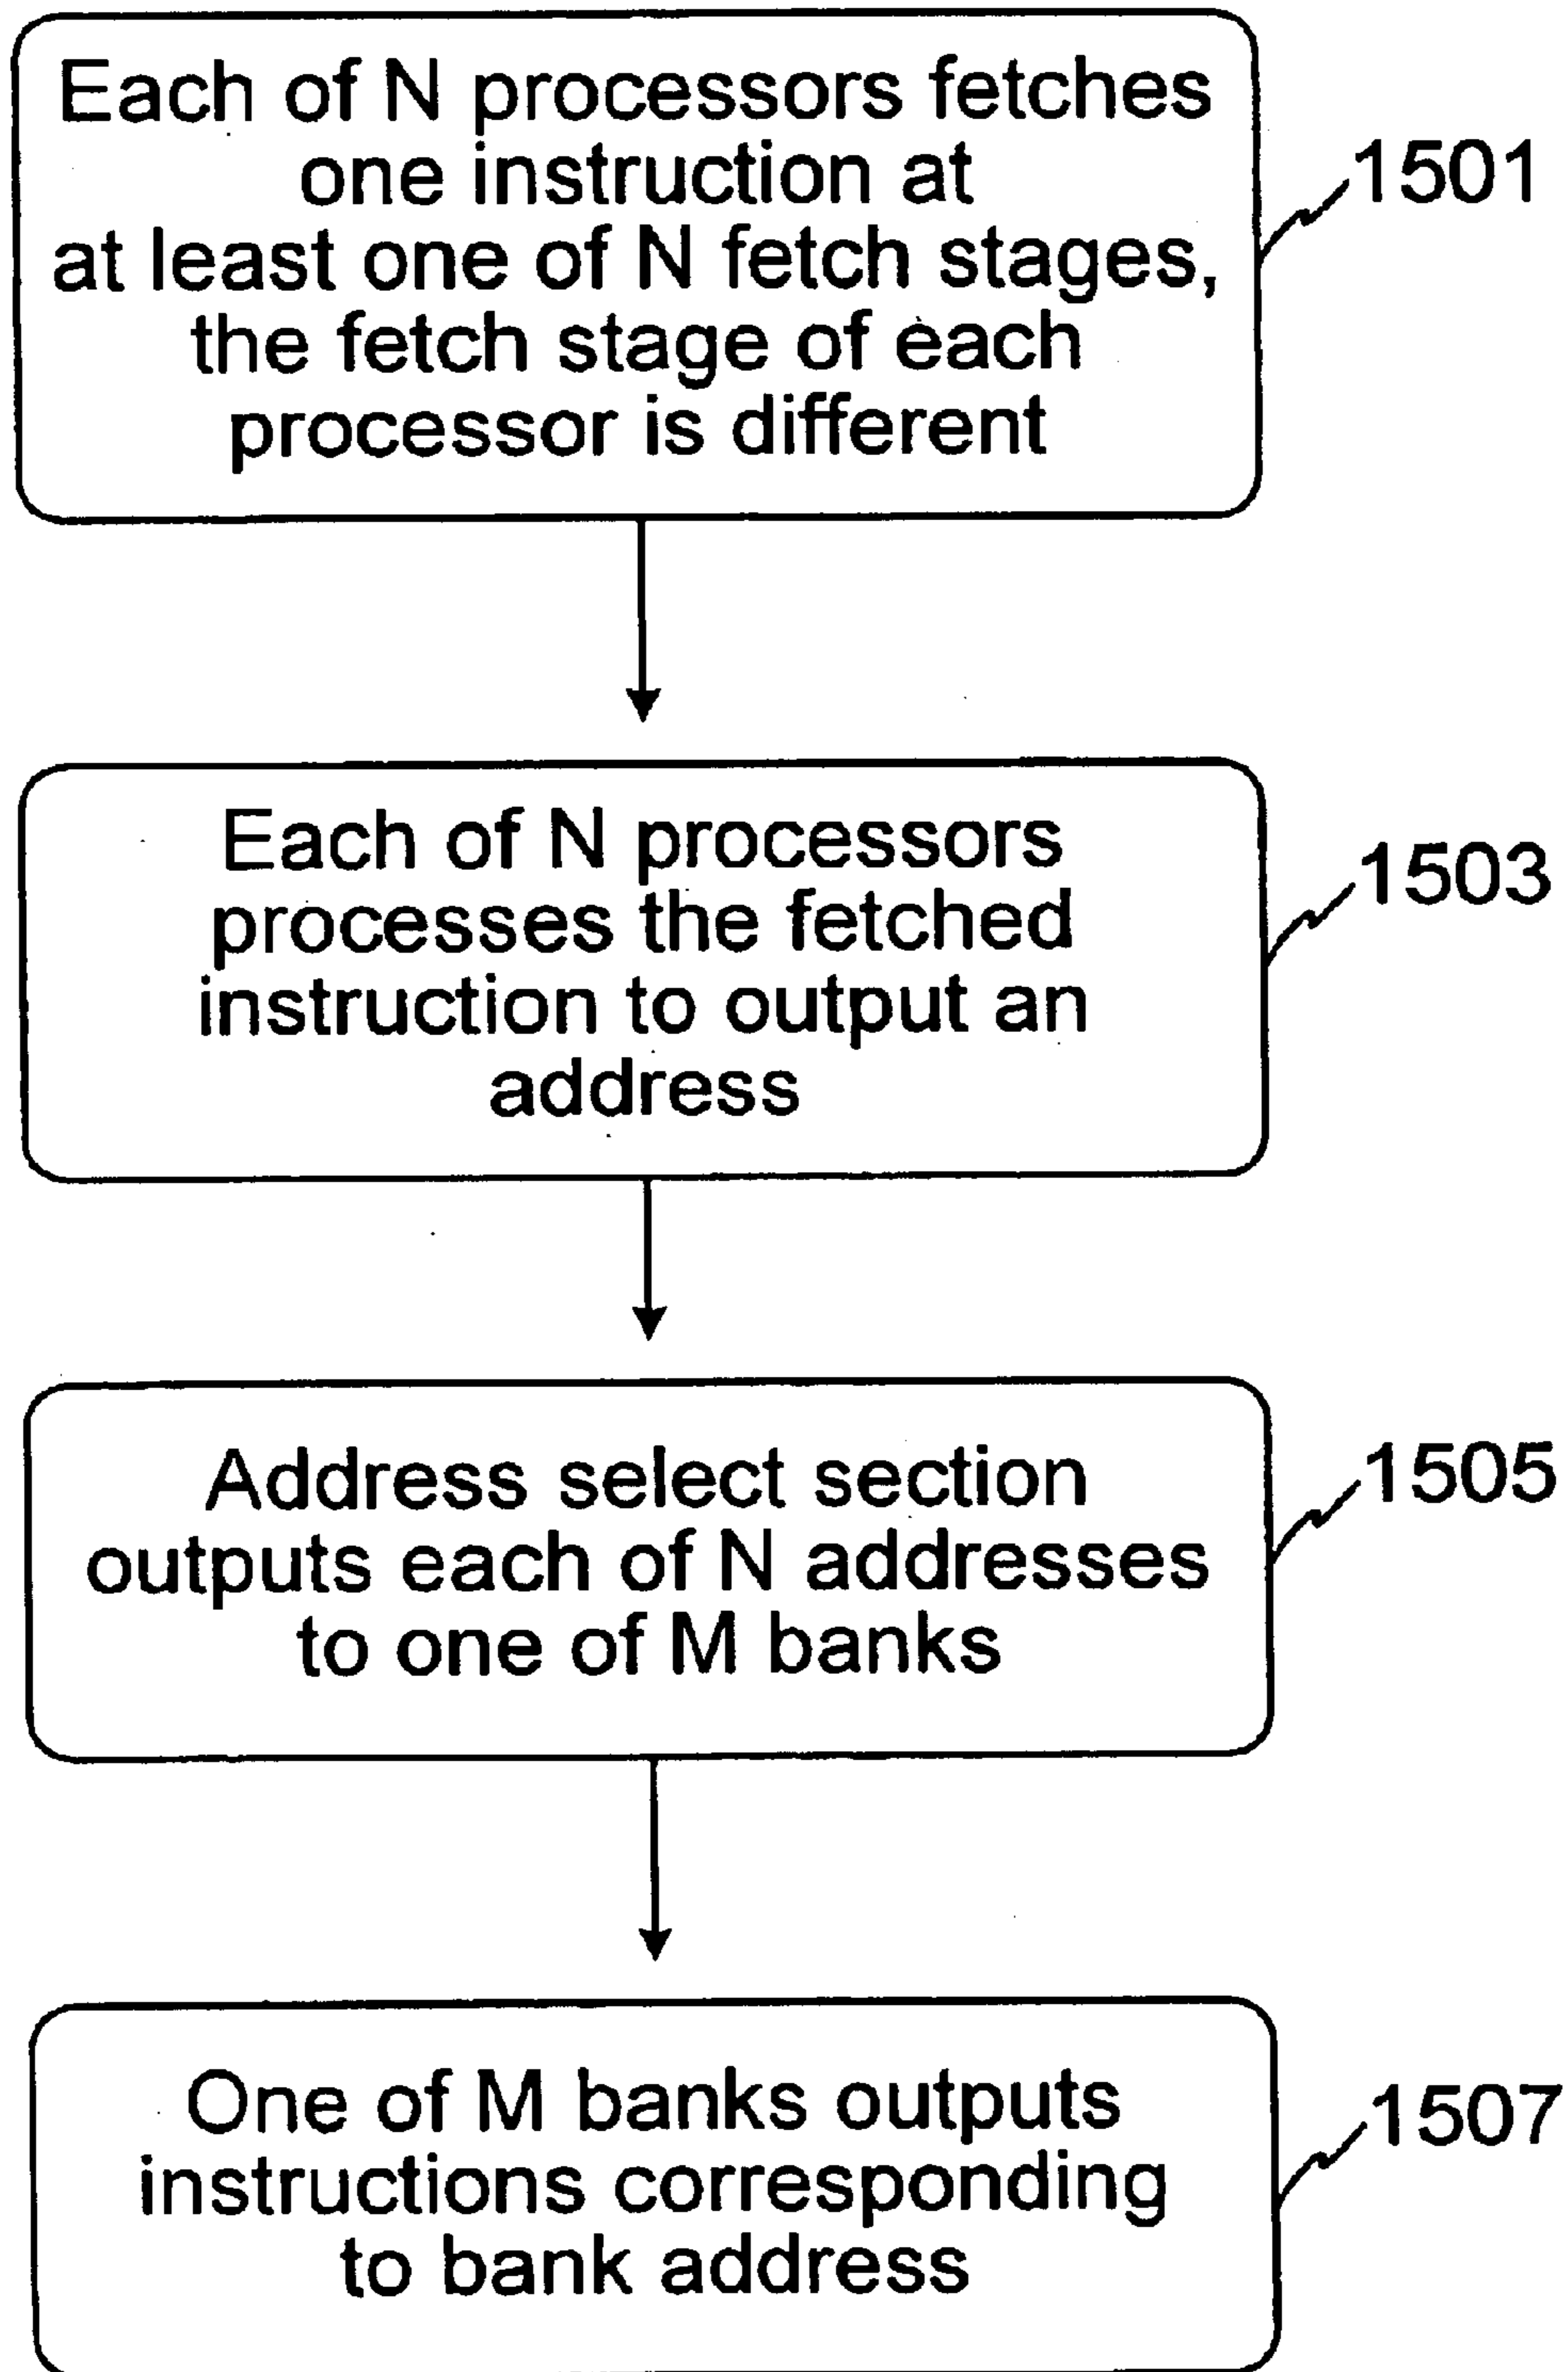 Each of N processors fetches
one instruction at
at least one of N fetch stages,
the fetch stage of each
processor is different
1501
Each of N processors
processes the fetched
instruction to output an
address
1503
Address select section
outputs each of N addresses
to one of M banks
1505
One of M banks outputs
instructions corresponding
to bank address
1507